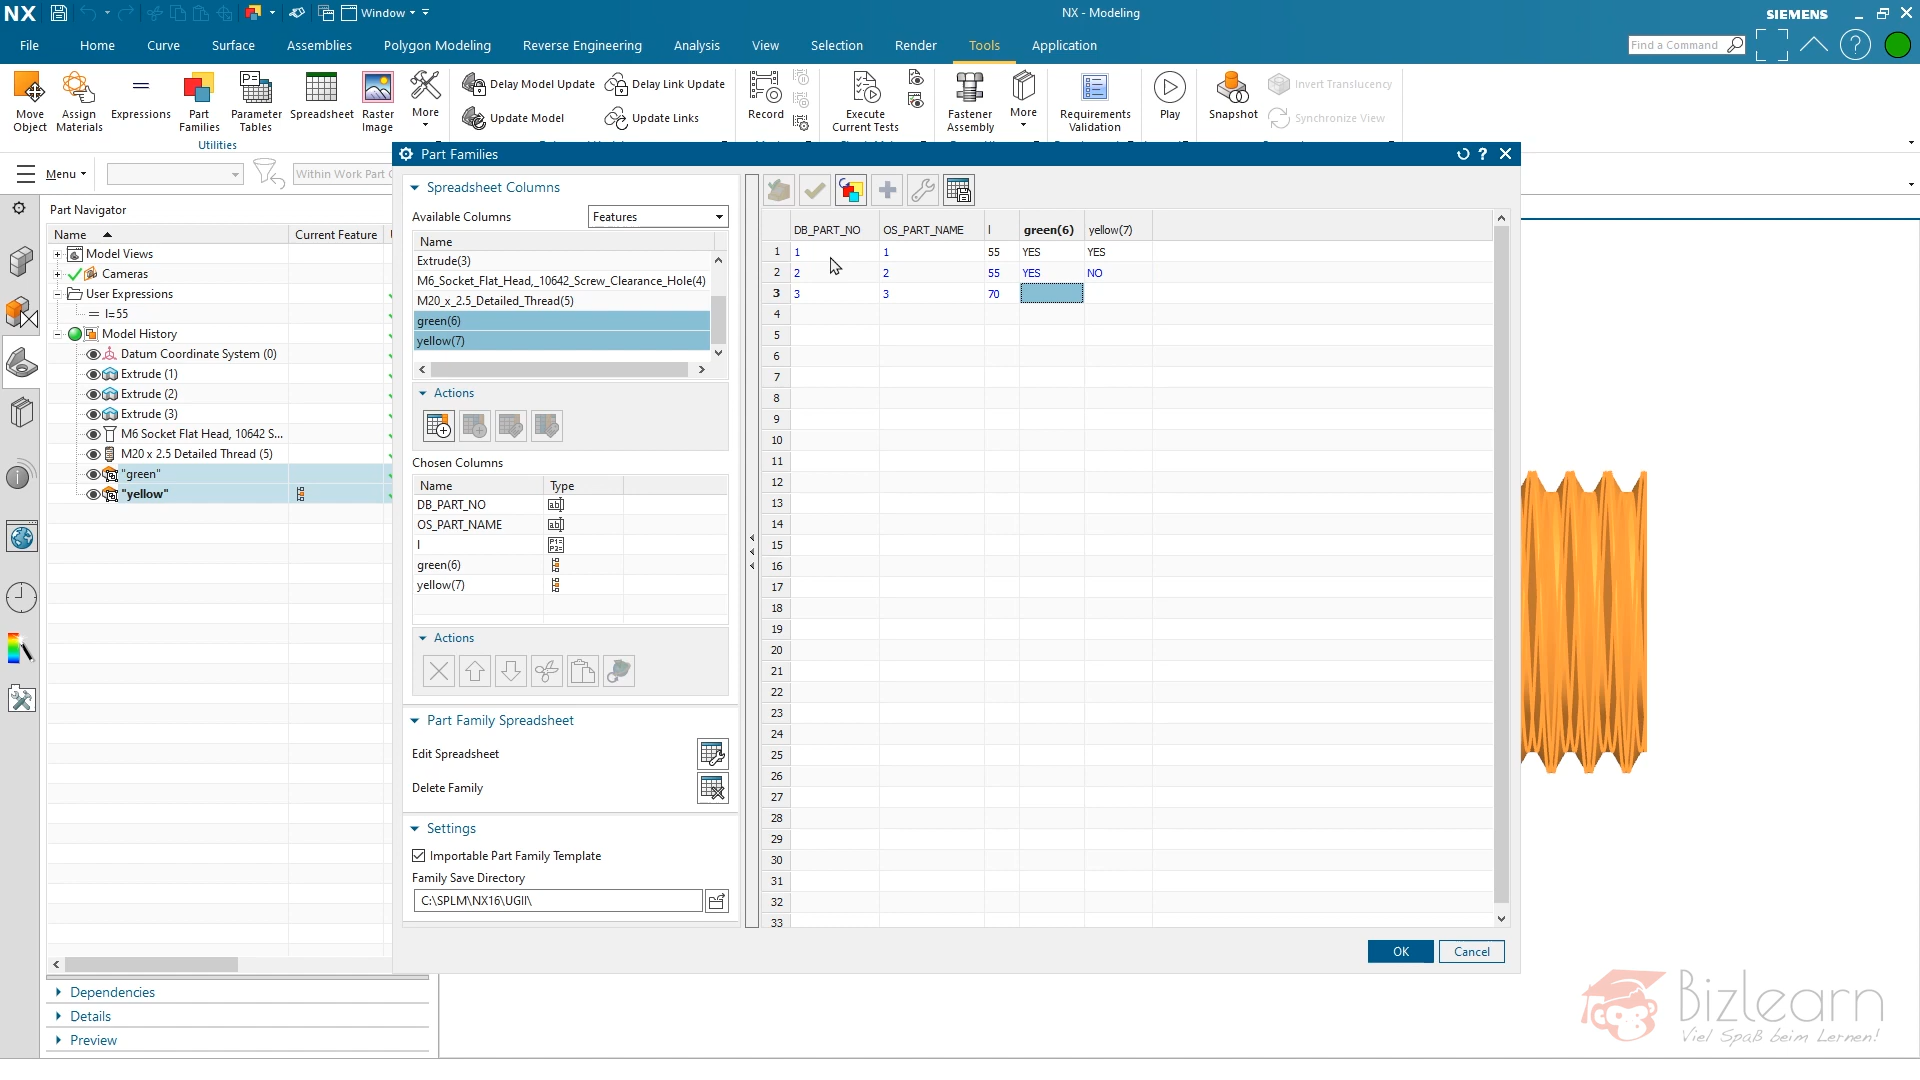 NX Window NX - Modeling SIEMENS
File Home Curve Surface Assemblies Polygon Modeling Reverse Engineering Analysis View Selection Render Tools Application Find a Command
Move Object
Assign Materials
Expressions
Part Families
Parameter Tables
Spreadsheet
Raster Image
More
Utilities
Delay Model Update
Update Model
Delay Link Update
Update Links
Record
Execute Current Tests
Fastener Assembly
More
Requirements Validation
Play
Snapshot
Invert Translucency
Synchronize View
Menu
Within Work Part
Part Navigator
Name Current Feature
Model Views
Cameras
User Expressions
l=55
Model History
Datum Coordinate System (0)
Extrude (1)
Extrude (2)
Extrude (3)
M6 Socket Flat Head, 10642 S...
M20 x 2.5 Detailed Thread (5)
"green"
"yellow"
Dependencies
Details
Preview
Part Families
Spreadsheet Columns
Available Columns Features
Name
Extrude(3)
M6_Socket_Flat_Head,_10642_Screw_Clearance_Hole(4)
M20_x_2.5_Detailed_Thread(5)
green(6)
yellow(7)
Actions
Chosen Columns
Name Type
DB_PART_NO
OS_PART_NAME
l
green(6)
yellow(7)
Actions
Part Family Spreadsheet
Edit Spreadsheet
Delete Family
Settings
Importable Part Family Template
Family Save Directory
C:\SPLM\NX16\UGII\
DB_PART_NO OS_PART_NAME l green(6) yellow(7)
1 1 1 55 YES YES
2 2 2 55 YES NO
3 3 3 70
4
5
6
7
8
9
10
11
12
13
14
15
16
17
18
19
20
21
22
23
24
25
26
27
28
29
30
31
32
33
OK Cancel
Bizlearn
Viel Spaß beim Lernen!